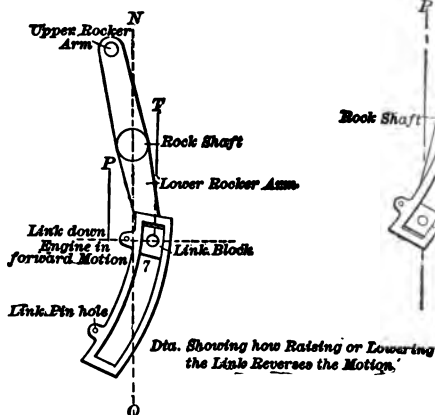 N
Upper Rocker
Arm
T
Rock Shaft
P
Lower Rocker Arm
Link down
Engine in
forward Motion
Link Block
7
Link Pin hole
Dia. Showing how Raising or Lowering
the Link Reverses the Motion.
O
P
Rock Shaft